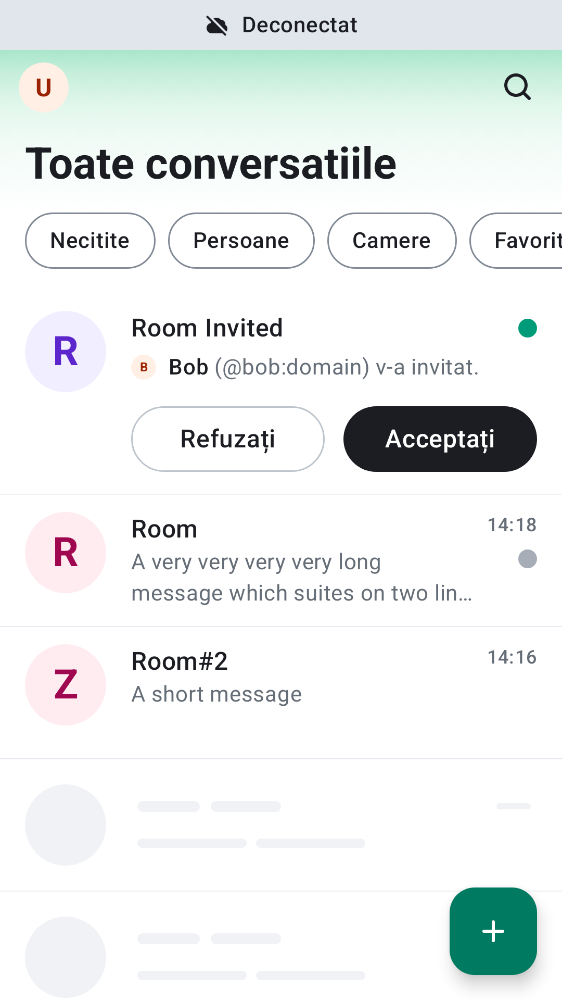 Deconectat
U
Toate conversatiile
Necitite Persoane Camere Favorit
R
Room Invited
B Bob (@bob:domain) v-a invitat.
Refuzați Acceptați
R
Room 14:18
A very very very very long
message which suites on two lin…
Z
Room#2 14:16
A short message